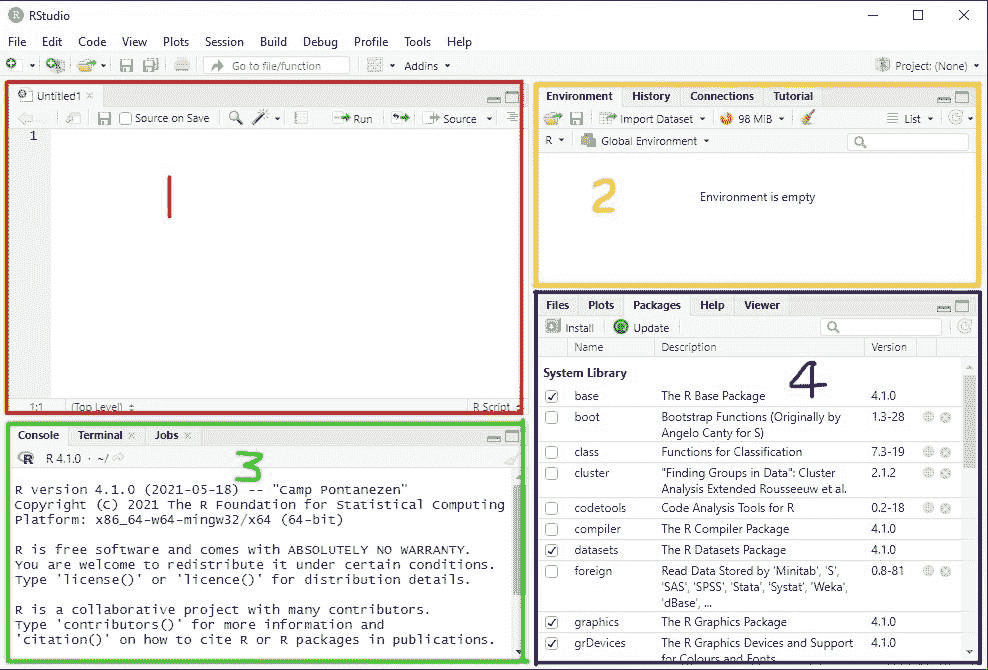 RStudio
File Edit Code View Plots Session Build Debug Profile Tools Help
Go to file/function Addins Project: (None)
Untitled1
Source on Save Run Source
1
1
1:1 (Top Level) R Script
Environment History Connections Tutorial
Import Dataset 98 MiB List
R Global Environment
2
Environment is empty
Console Terminal Jobs
R 4.1.0 · ~/
3
R version 4.1.0 (2021-05-18) -- "Camp Pontanezen"
Copyright (C) 2021 The R Foundation for Statistical Computing
Platform: x86_64-w64-mingw32/x64 (64-bit)
R is free software and comes with ABSOLUTELY NO WARRANTY.
You are welcome to redistribute it under certain conditions.
Type 'license()' or 'licence()' for distribution details.
R is a collaborative project with many contributors.
Type 'contributors()' for more information and
'citation()' on how to cite R or R packages in publications.
Files Plots Packages Help Viewer
Install Update
Name Description Version
4
System Library
base The R Base Package 4.1.0
boot Bootstrap Functions (Originally by 1.3-28
Angelo Canty for S)
class Functions for Classification 7.3-19
cluster "Finding Groups in Data": Cluster 2.1.2
Analysis Extended Rousseeuw et al.
codetools Code Analysis Tools for R 0.2-18
compiler The R Compiler Package 4.1.0
datasets The R Datasets Package 4.1.0
foreign Read Data Stored by 'Minitab', 'S', 0.8-81
'SAS', 'SPSS', 'Stata', 'Systat', 'Weka',
'dBase', ...
graphics The R Graphics Package 4.1.0
grDevices The R Graphics Devices and Support 4.1.0
for Colours and Fonts